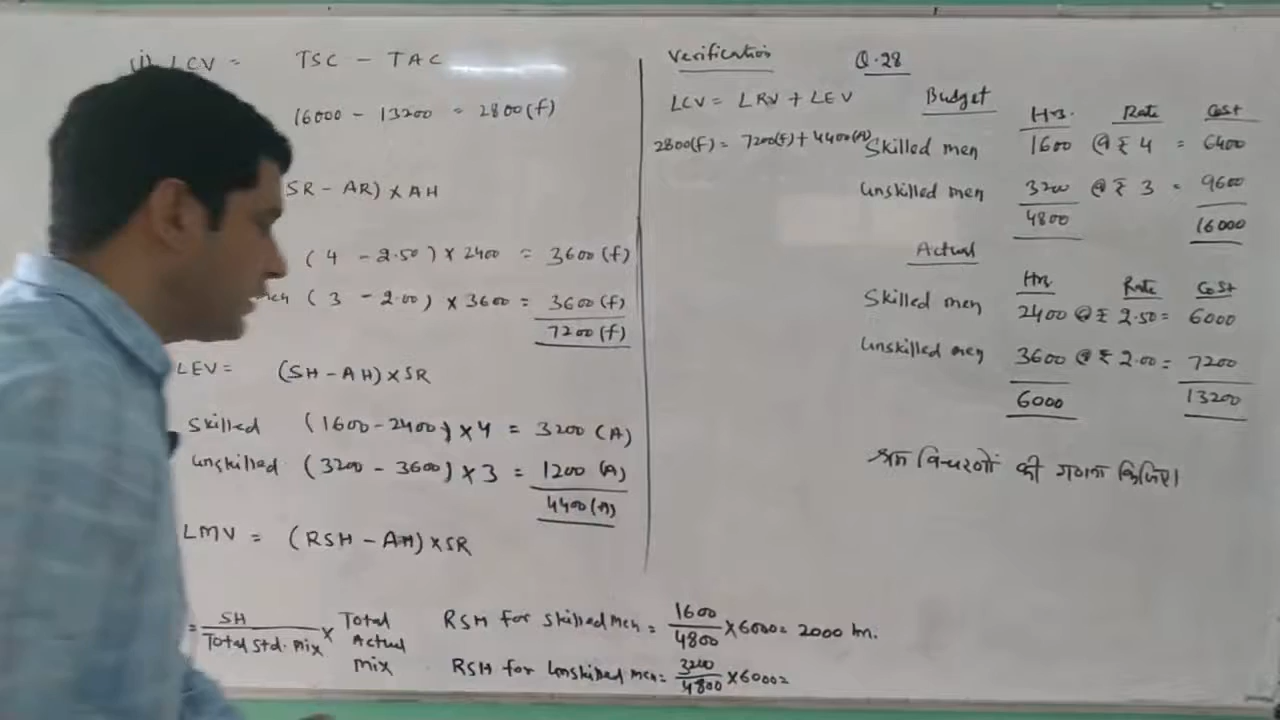 (i) LCV = TSC - TAC
16000 - 13200 = 2800(f)
SR - AR) × AH
( 4 - 2.50 ) × 2400 = 3600(f)
men ( 3 - 2.00 ) × 3600 = 3600(f)
7200(f)
LEV = (SH - AH) × SR
Skilled (1600 - 2400) × 4 = 3200 (A)
Unskilled (3200 - 3600) × 3 = 1200 (A)
4400(A)
LMV = (RSH - AH) × SR
= SH / Total Std. Mix × Total Actual Mix
RSH for Skilled Men = 1600 / 4800 × 6000 = 2000 hrs.
RSH for Unskilled men = 3200 / 4800 × 6000 =
Verification
LCV = LRV + LEV
2800(f) = 7200(f) + 4400(A)
Q.28
Budget
Hrs. Rate Cost
Skilled men 1600 @ ₹ 4 = 6400
Unskilled men 3200 @ ₹ 3 = 9600
4800 16000
Actual
Hrs Rate Cost
Skilled men 2400 @ ₹ 2.50 = 6000
Unskilled men 3600 @ ₹ 2.00 = 7200
6000 13200
श्रम विचरणों की गणना किजिए।